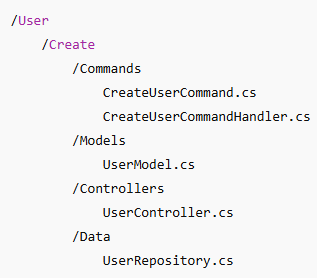 /User
/Create
/Commands
CreateUserCommand.cs
CreateUserCommandHandler.cs
/Models
UserModel.cs
/Controllers
UserController.cs
/Data
UserRepository.cs